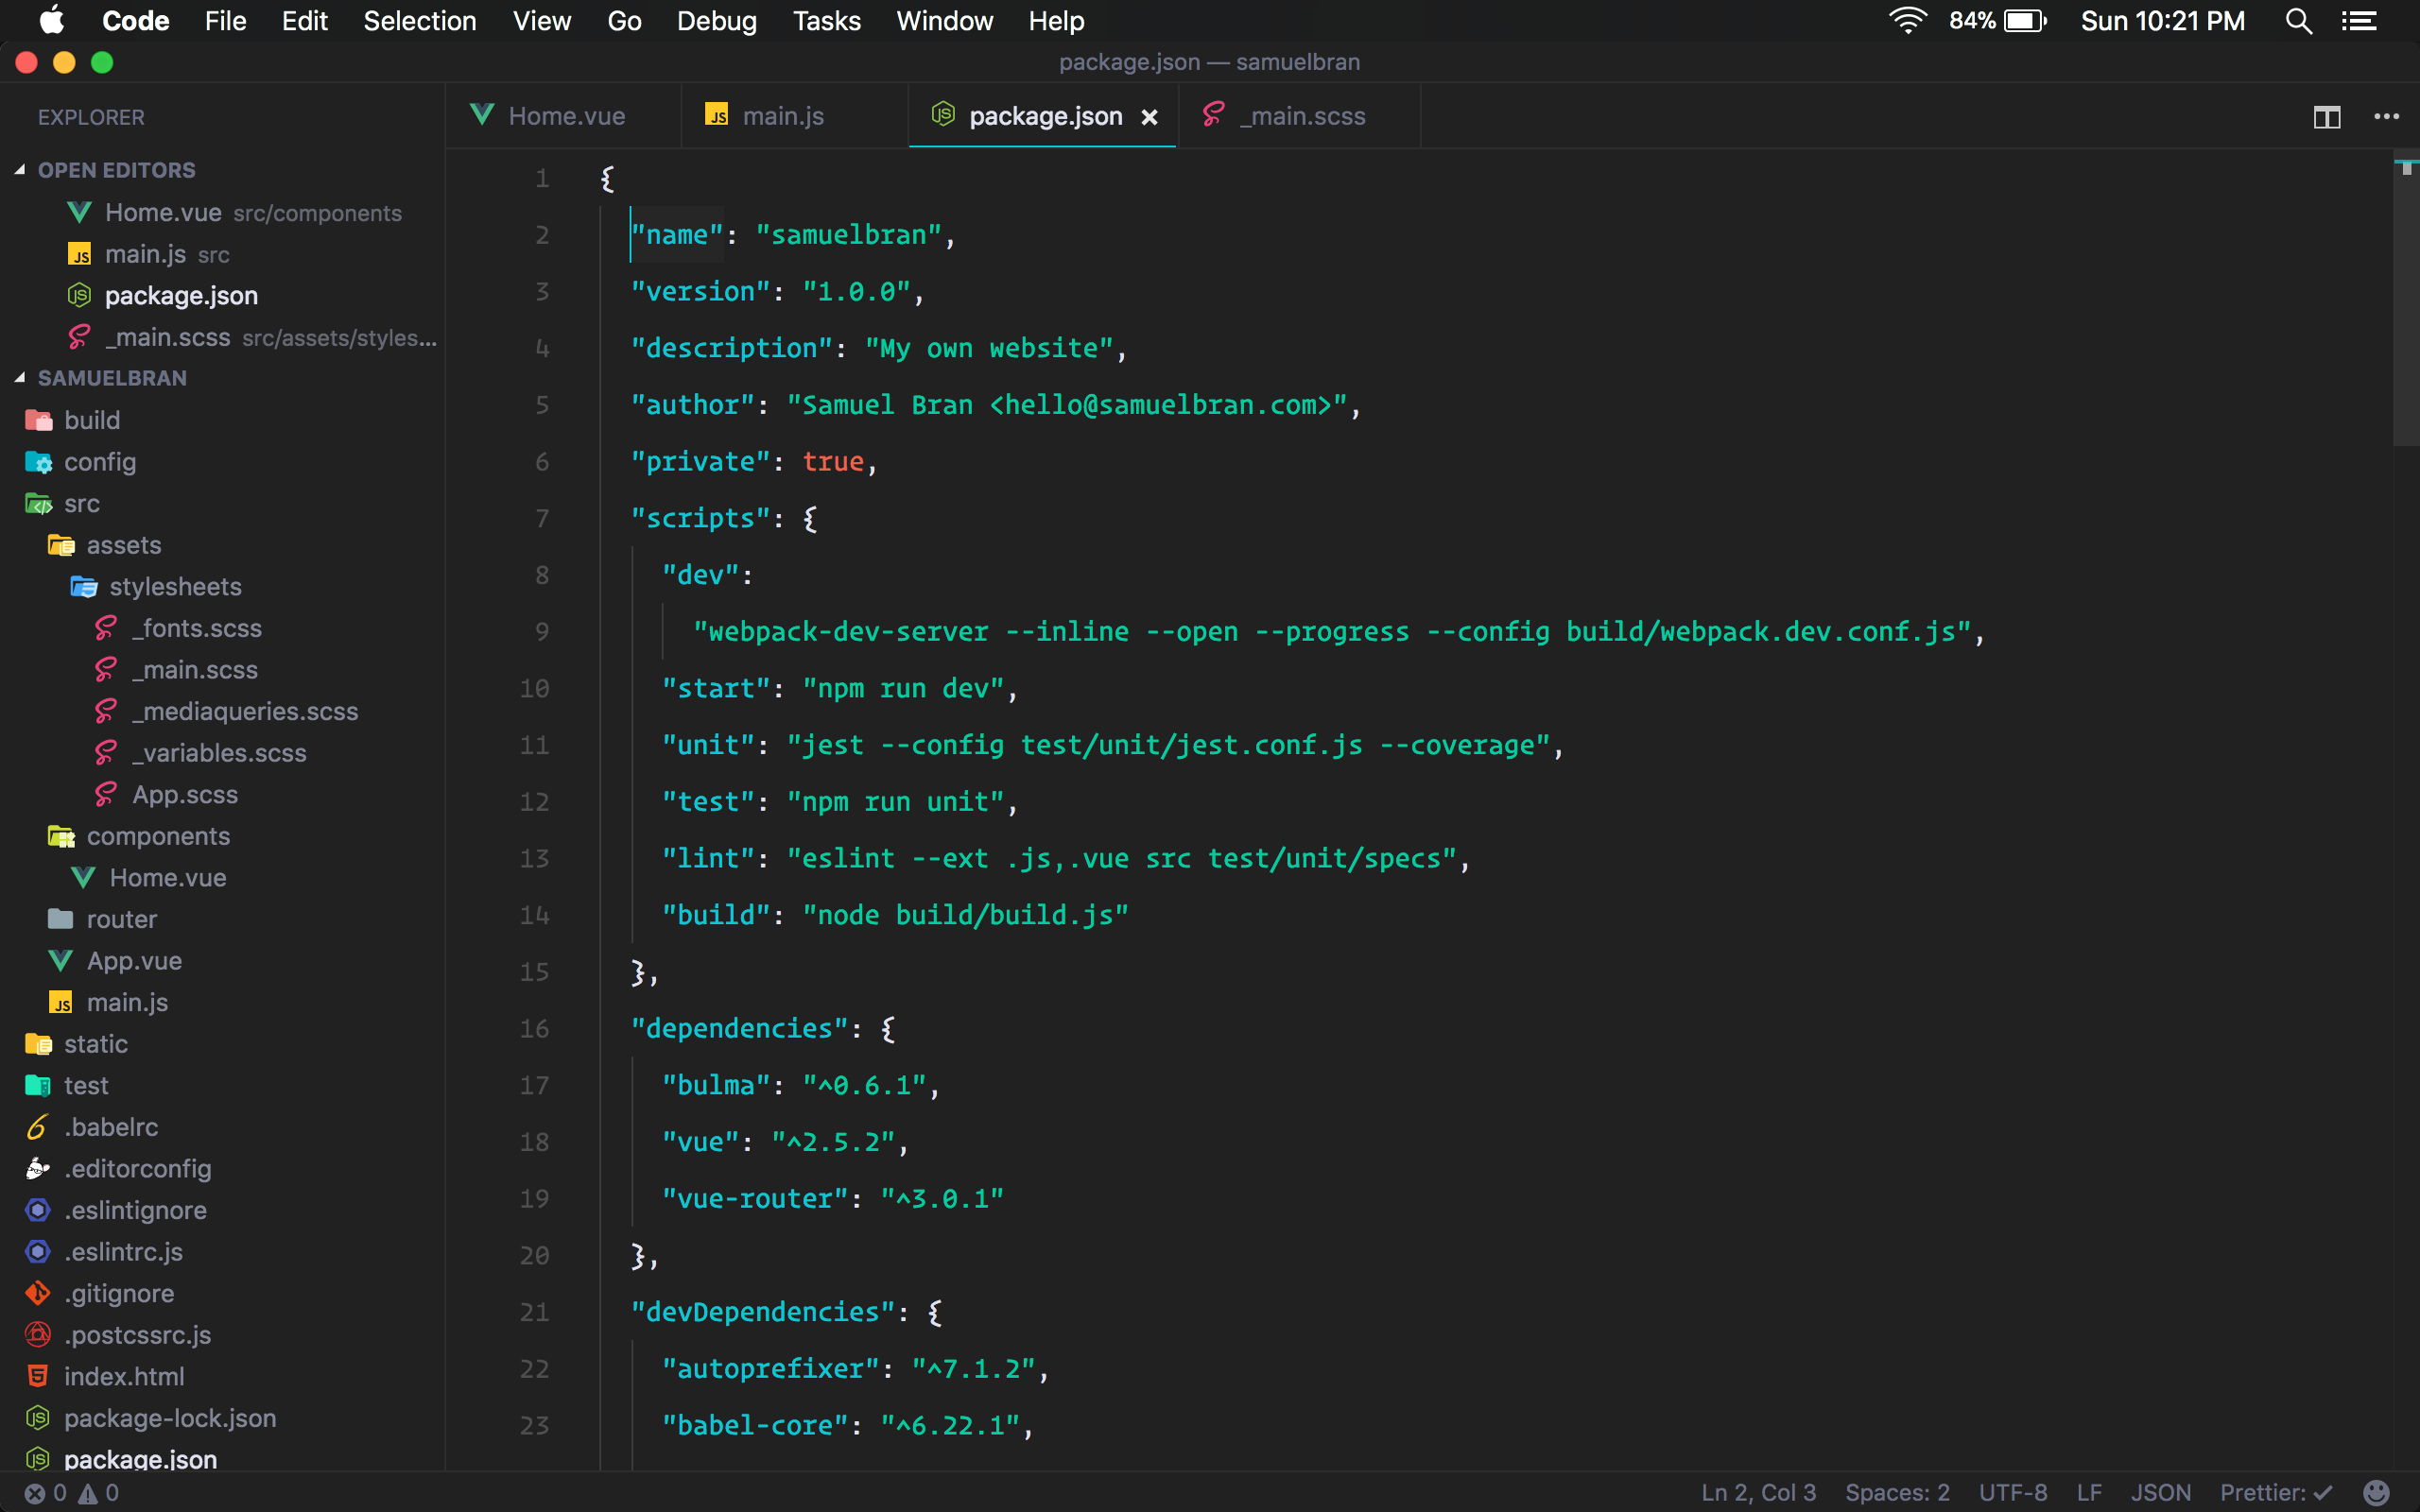 Code File Edit Selection View Go Debug Tasks Window Help 84% Sun 10:21 PM
package.json — samuelbran
EXPLORER
OPEN EDITORS
Home.vue src/components
main.js src
package.json
_main.scss src/assets/styles...
SAMUELBRAN
build
config
src
assets
stylesheets
_fonts.scss
_main.scss
_mediaqueries.scss
_variables.scss
App.scss
components
Home.vue
router
App.vue
main.js
static
test
.babelrc
.editorconfig
.eslintignore
.eslintrc.js
.gitignore
.postcssrc.js
index.html
package-lock.json
package.json
Home.vue main.js package.json _main.scss
1 {
2 "name": "samuelbran",
3 "version": "1.0.0",
4 "description": "My own website",
5 "author": "Samuel Bran <hello@samuelbran.com>",
6 "private": true,
7 "scripts": {
8 "dev":
9 "webpack-dev-server --inline --open --progress --config build/webpack.dev.conf.js",
10 "start": "npm run dev",
11 "unit": "jest --config test/unit/jest.conf.js --coverage",
12 "test": "npm run unit",
13 "lint": "eslint --ext .js,.vue src test/unit/specs",
14 "build": "node build/build.js"
15 },
16 "dependencies": {
17 "bulma": "^0.6.1",
18 "vue": "^2.5.2",
19 "vue-router": "^3.0.1"
20 },
21 "devDependencies": {
22 "autoprefixer": "^7.1.2",
23 "babel-core": "^6.22.1",
0 0 Ln 2, Col 3 Spaces: 2 UTF-8 LF JSON Prettier: ✓